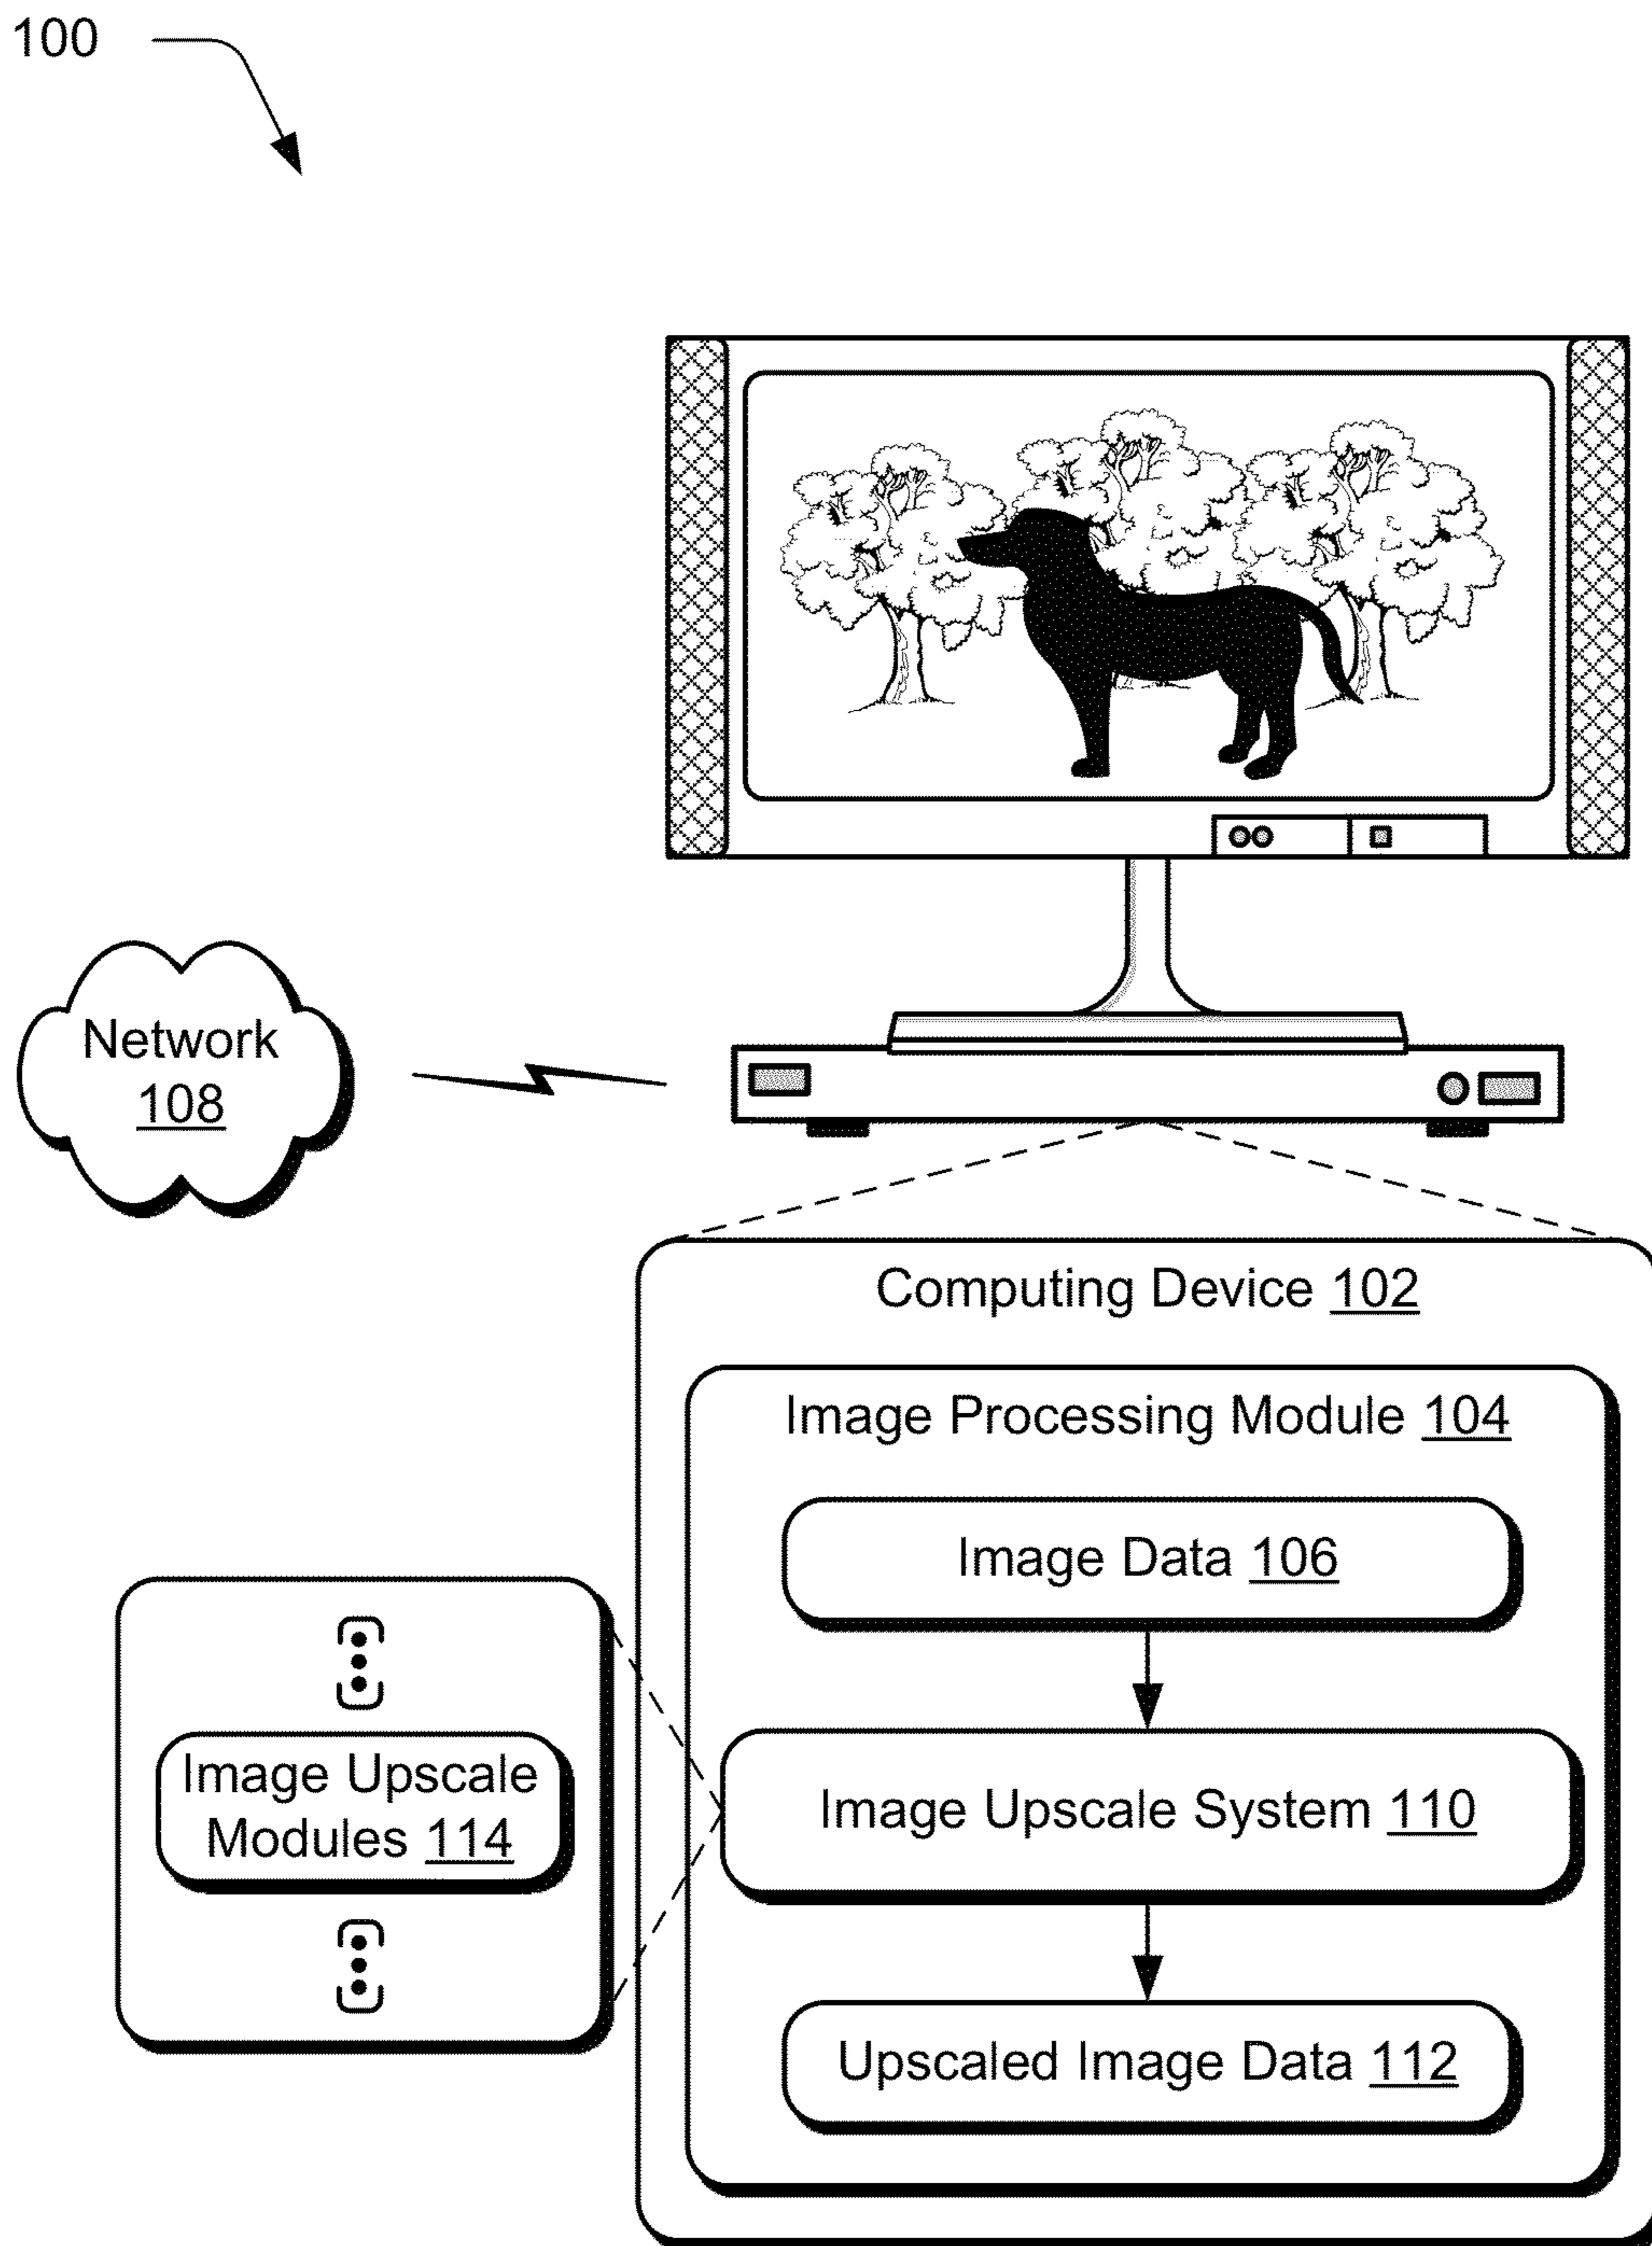 100
Network
108
Computing Device 102
Image Processing Module 104
Image Data 106
Image Upscale
Modules 114
Image Upscale System 110
Upscaled Image Data 112